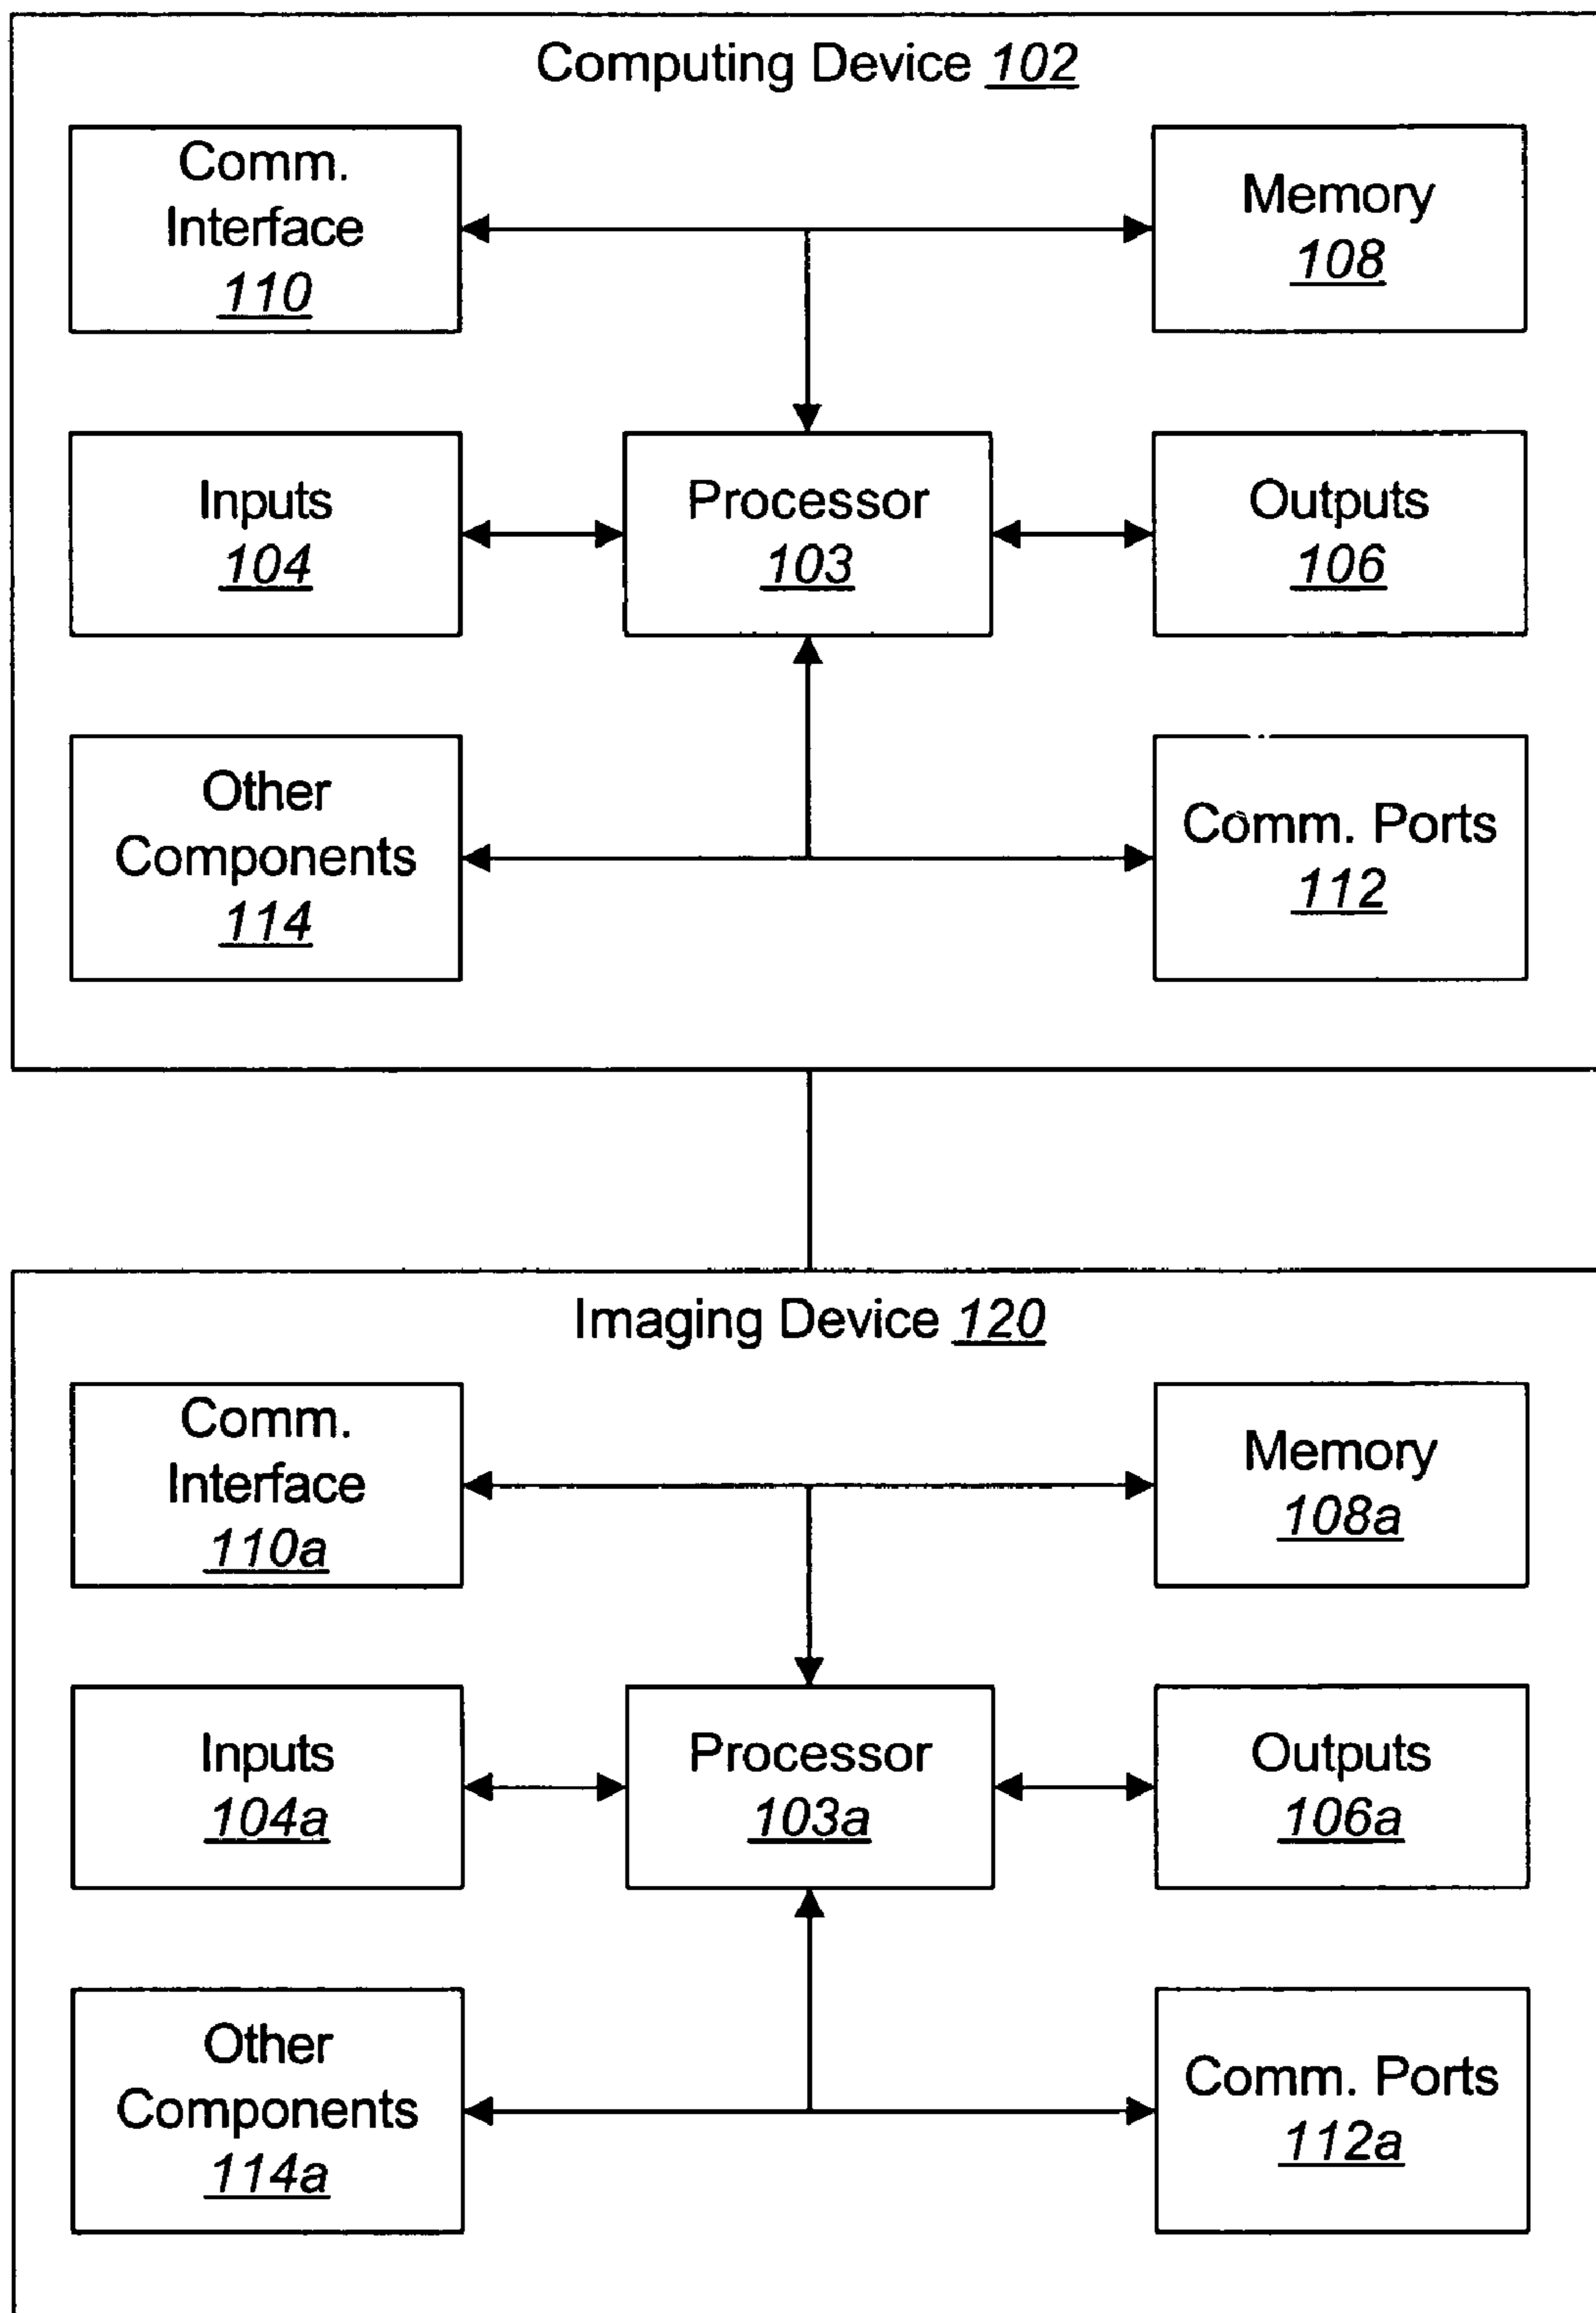 Computing Device 102
Comm.
Interface
110
Memory
108
Inputs
104
Processor
103
Outputs
106
Other
Components
114
Comm. Ports
112
Imaging Device 120
Comm.
Interface
110a
Memory
108a
Inputs
104a
Processor
103a
Outputs
106a
Other
Components
114a
Comm. Ports
112a